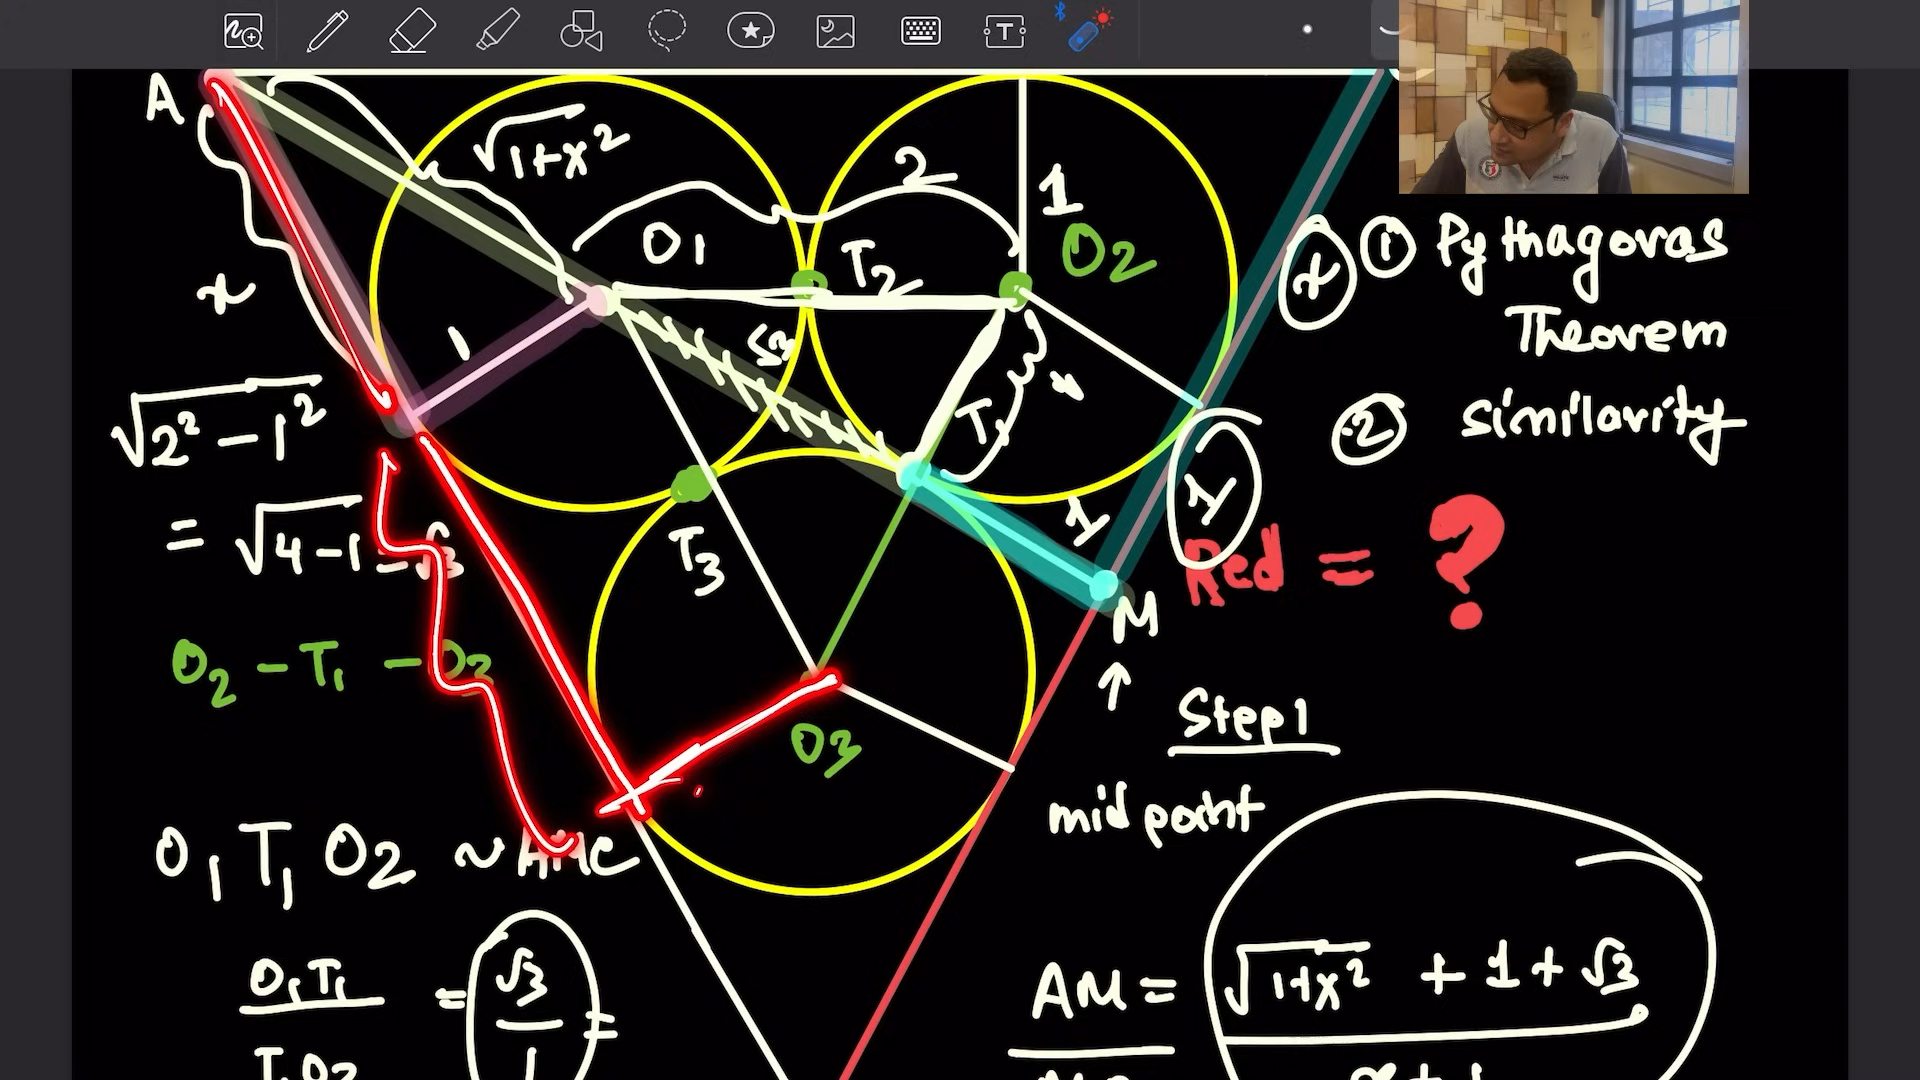 A
√1+x²
2
1
O1
T2
O2
x
1
√3
T1
x ① Pythagoras
Theorem
② similarity
√2² - 1²
= √4-1 = √3
T3
1
1
Red = ?
M
O2 - T1 - O3
↑
Step1
O3
mid point
O1T1O2 ~ AMC
O1T1 = √3 =
1
AM = √1+x² + 1 + √3